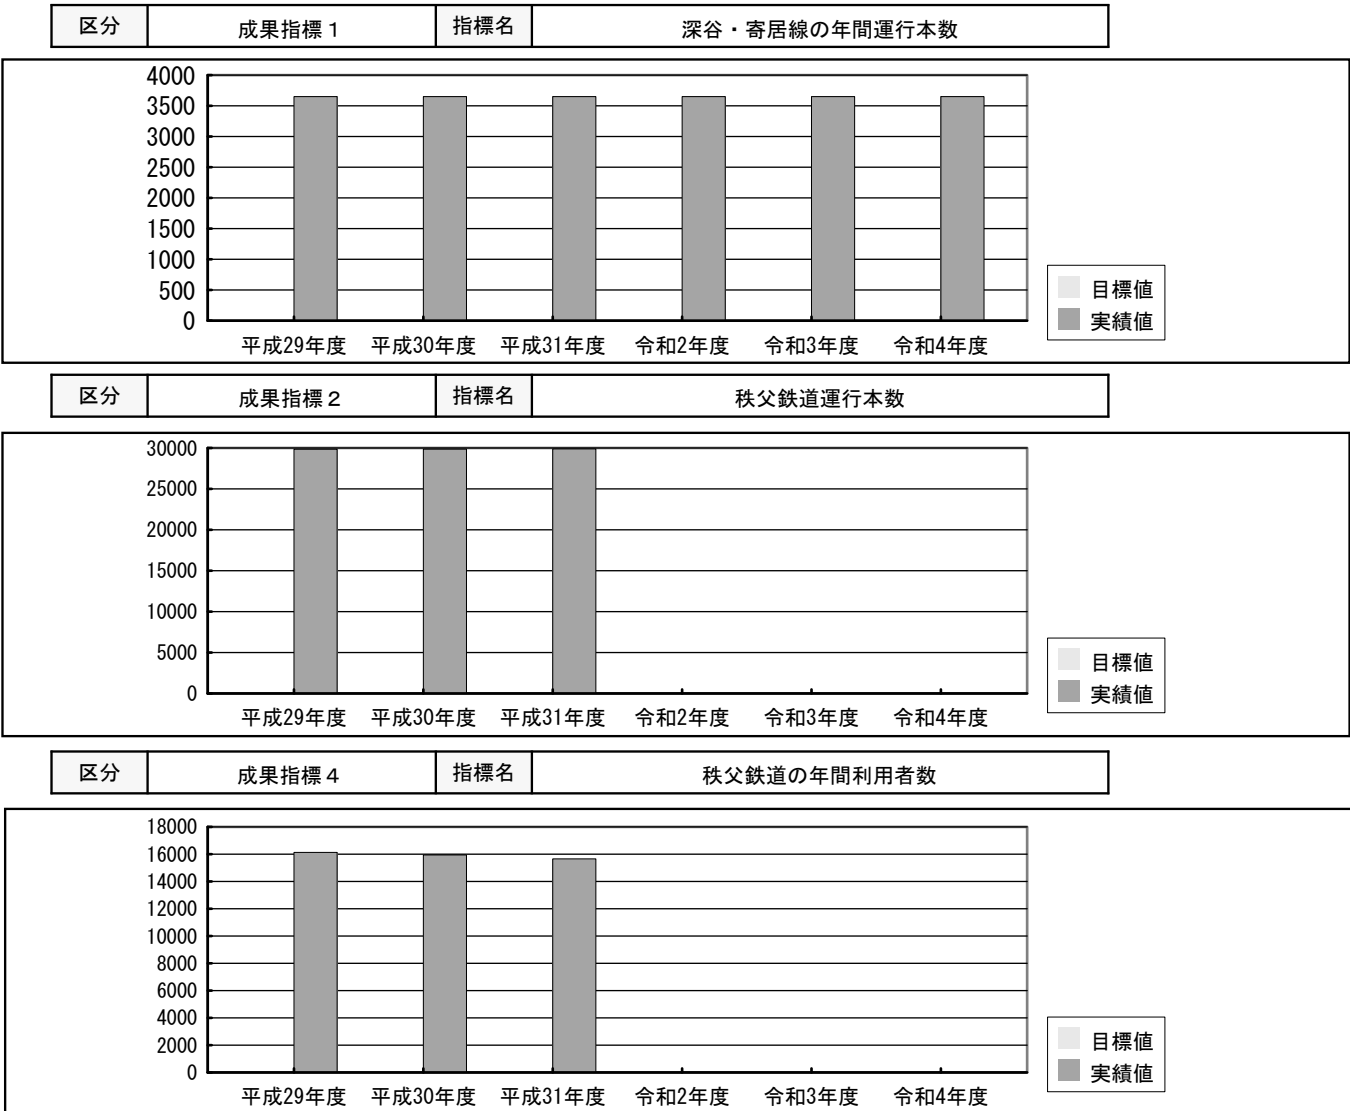 区分 成果指標１ 指標名 深谷・寄居線の年間運行本数
4000
3500
3000
2500
2000
1500
1000
500
0
平成29年度 平成30年度 平成31年度 令和2年度 令和3年度 令和4年度
目標値
実績値
区分 成果指標２ 指標名 秩父鉄道運行本数
30000
25000
20000
15000
10000
5000
0
平成29年度 平成30年度 平成31年度 令和2年度 令和3年度 令和4年度
目標値
実績値
区分 成果指標４ 指標名 秩父鉄道の年間利用者数
18000
16000
14000
12000
10000
8000
6000
4000
2000
0
平成29年度 平成30年度 平成31年度 令和2年度 令和3年度 令和4年度
目標値
実績値